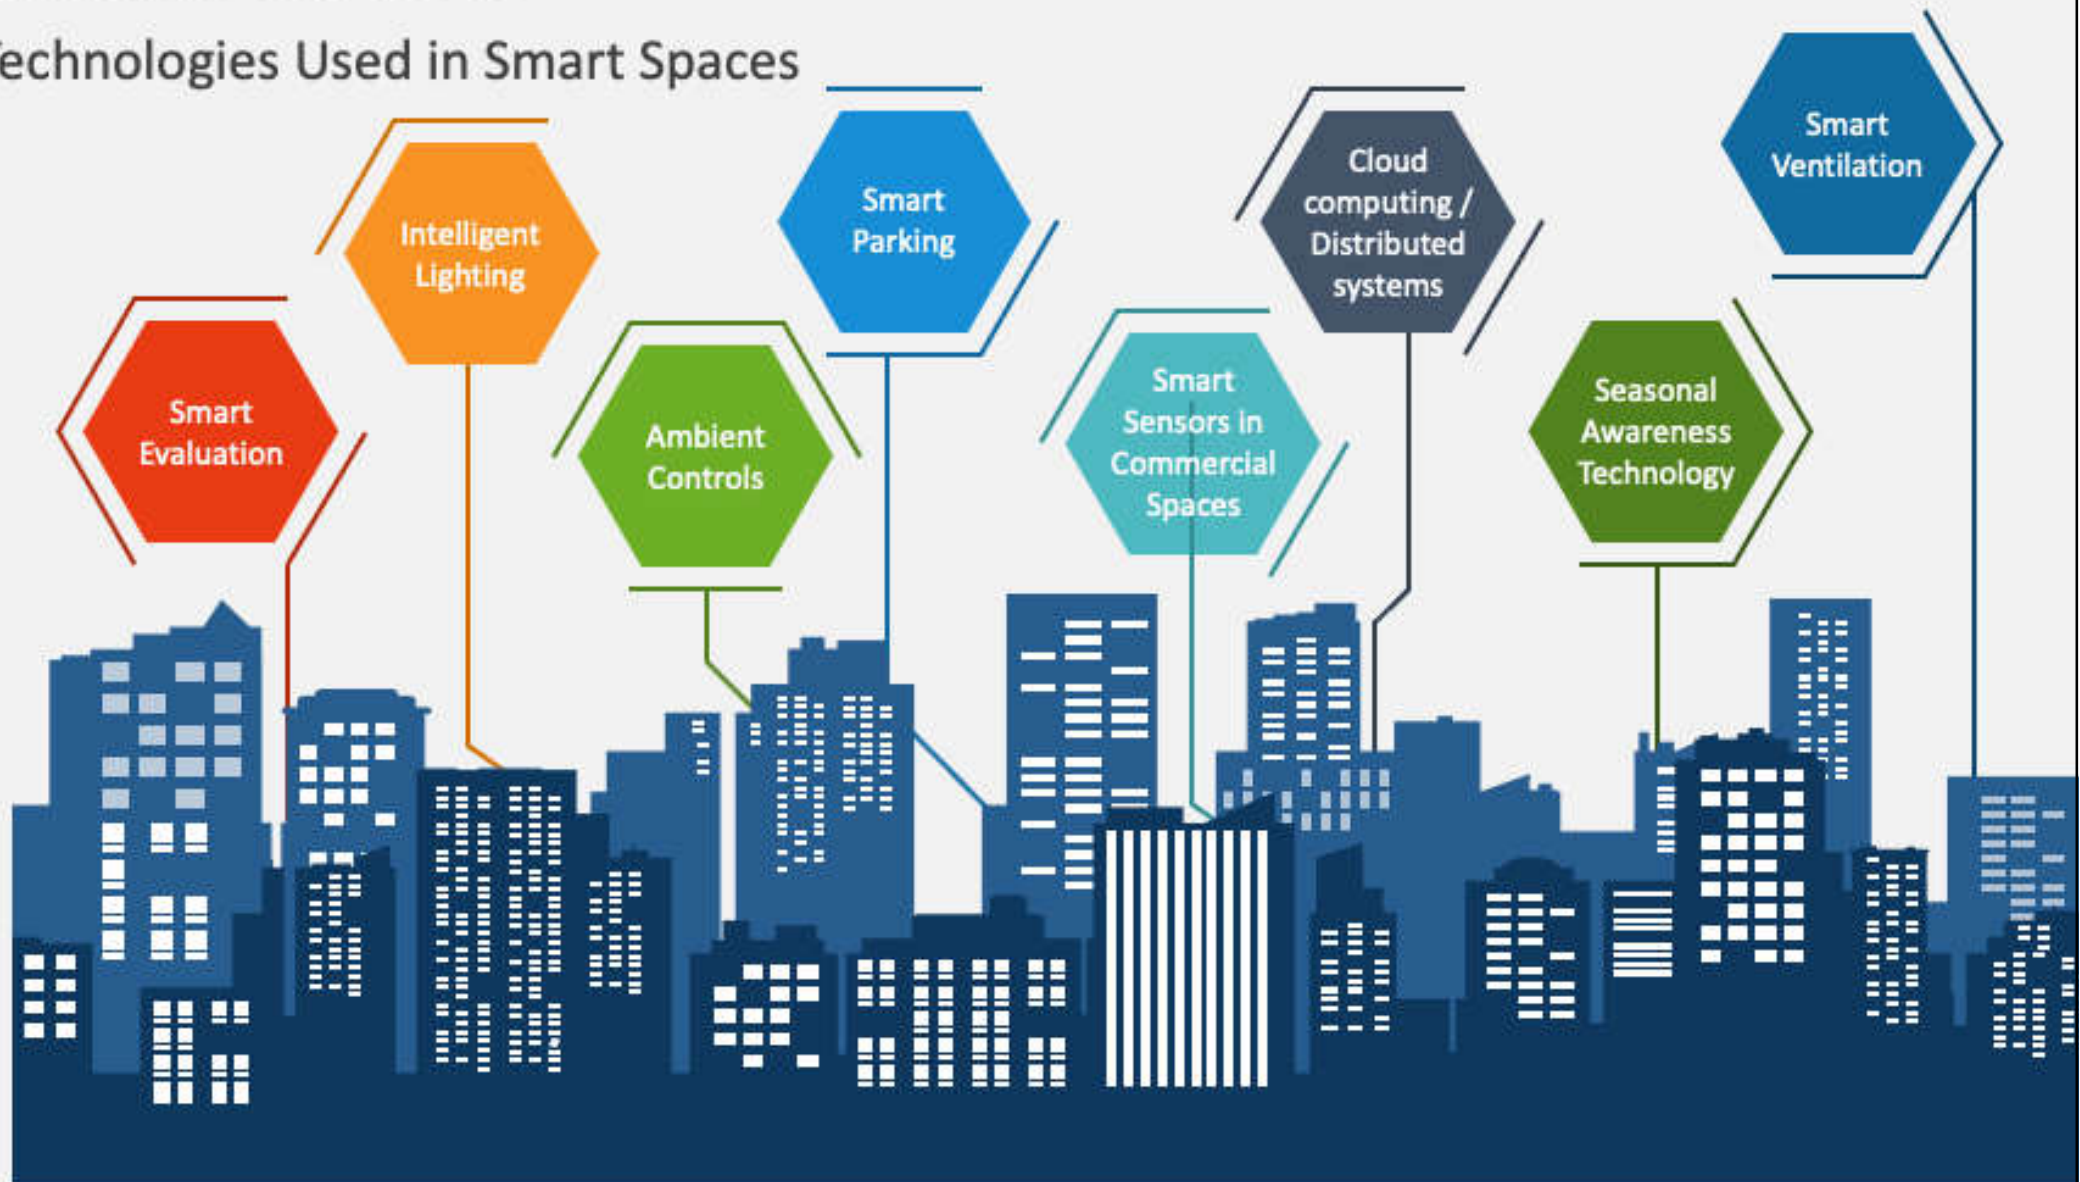 echnologies Used in Smart Spaces
Smart
Evaluation
Intelligent
Lighting
Ambient
Controls
Smart
Parking
Smart
Sensors in
Commercial
Spaces
Cloud
computing /
Distributed
systems
Seasonal
Awareness
Technology
Smart
Ventilation